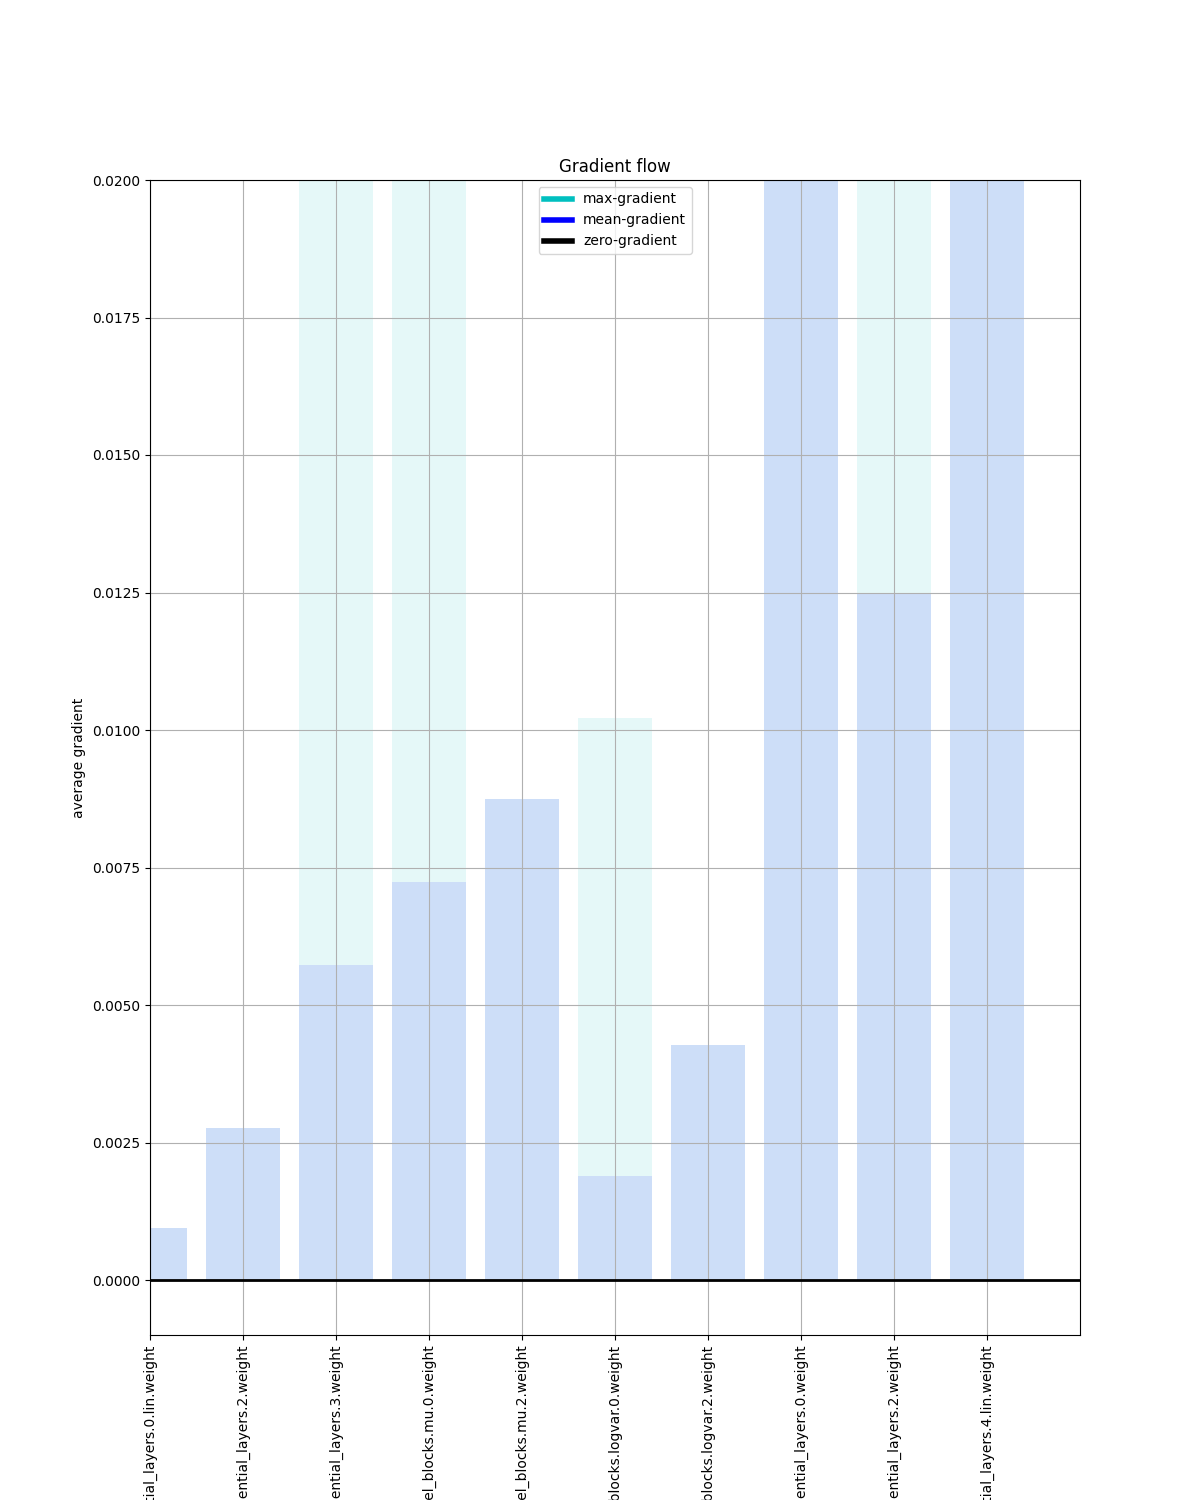 Gradient flow
max-gradient
mean-gradient
zero-gradient
0.0200
0.0175
0.0150
0.0125
0.0100
0.0075
0.0050
0.0025
0.0000
average gradient
tial_layers.0.lin.weight
ential_layers.2.weight
ential_layers.3.weight
el_blocks.mu.0.weight
el_blocks.mu.2.weight
blocks.logvar.0.weight
blocks.logvar.2.weight
ential_layers.0.weight
ential_layers.2.weight
tial_layers.4.lin.weight